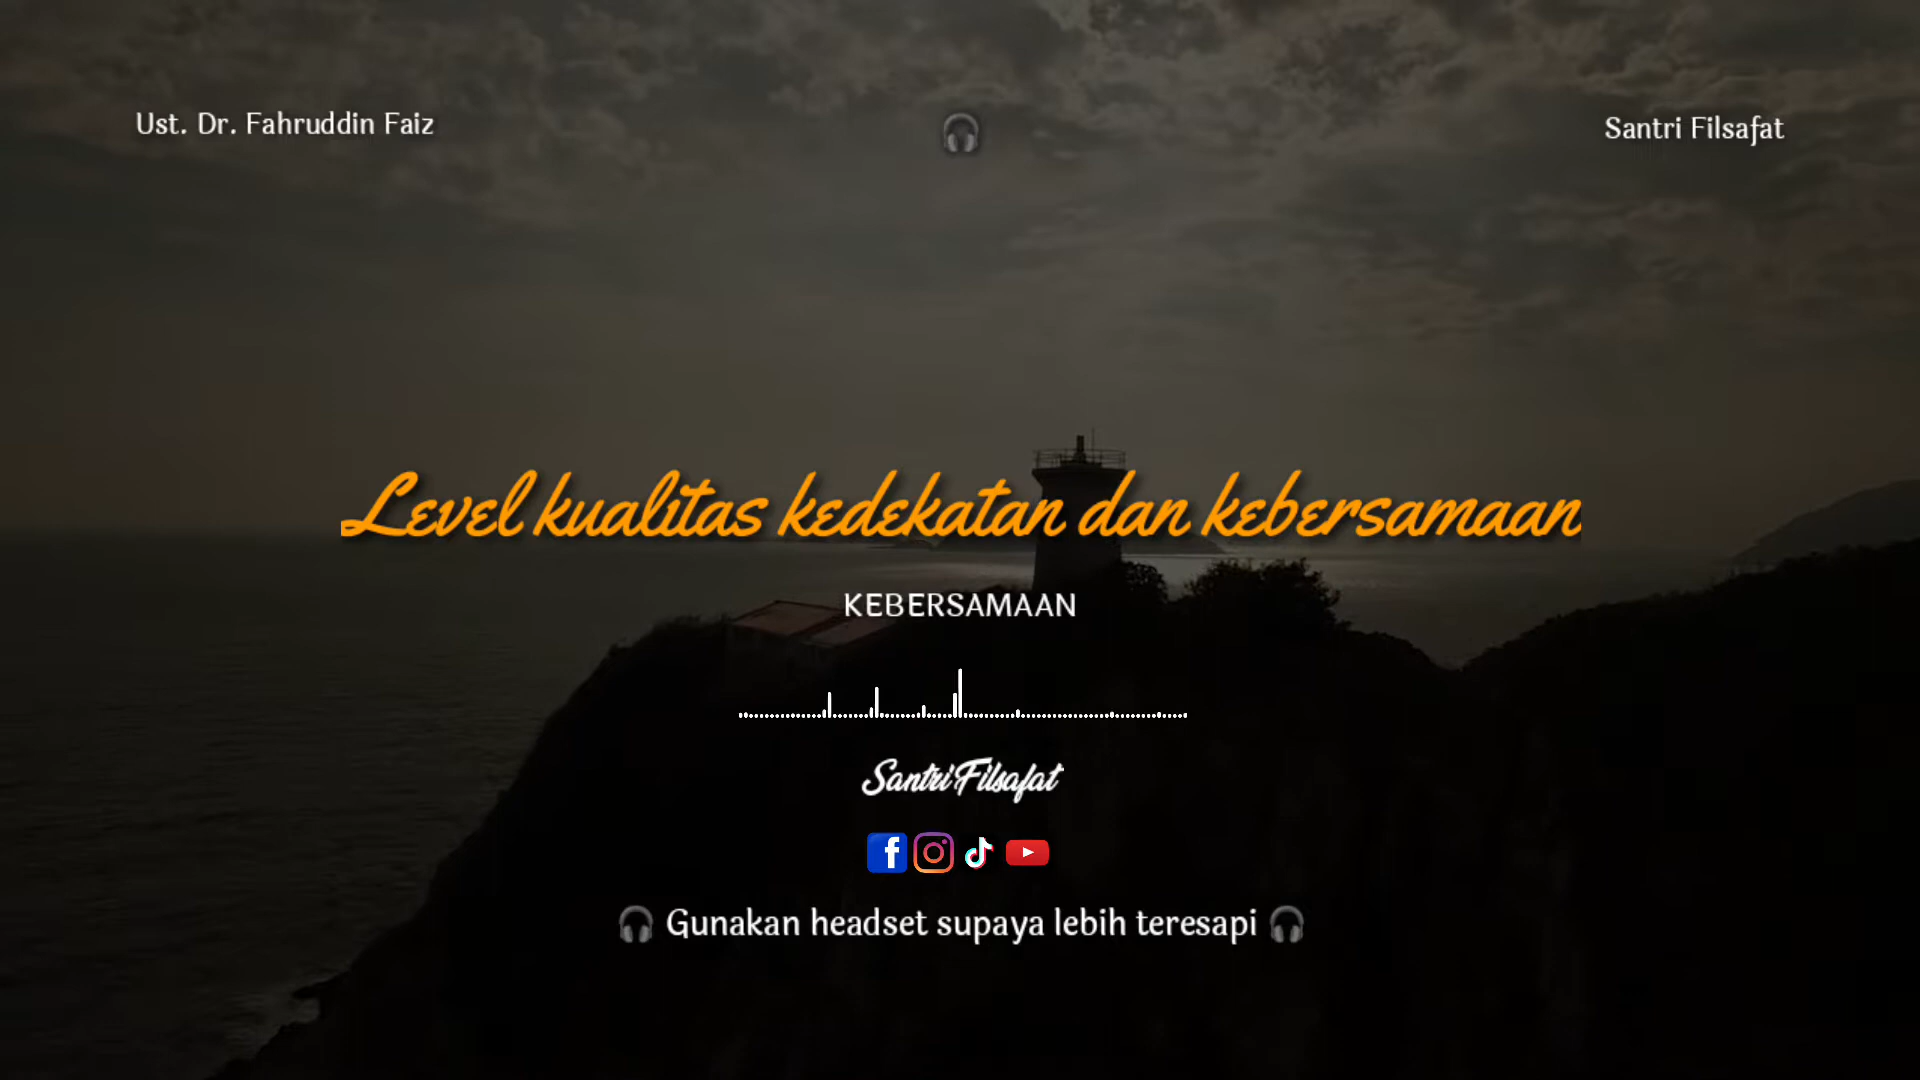 Ust. Dr. Fahruddin Faiz
Santri Filsafat
Level kualitas kedekatan dan kebersamaan
KEBERSAMAAN
Santri Filsafat
Gunakan headset supaya lebih teresapi